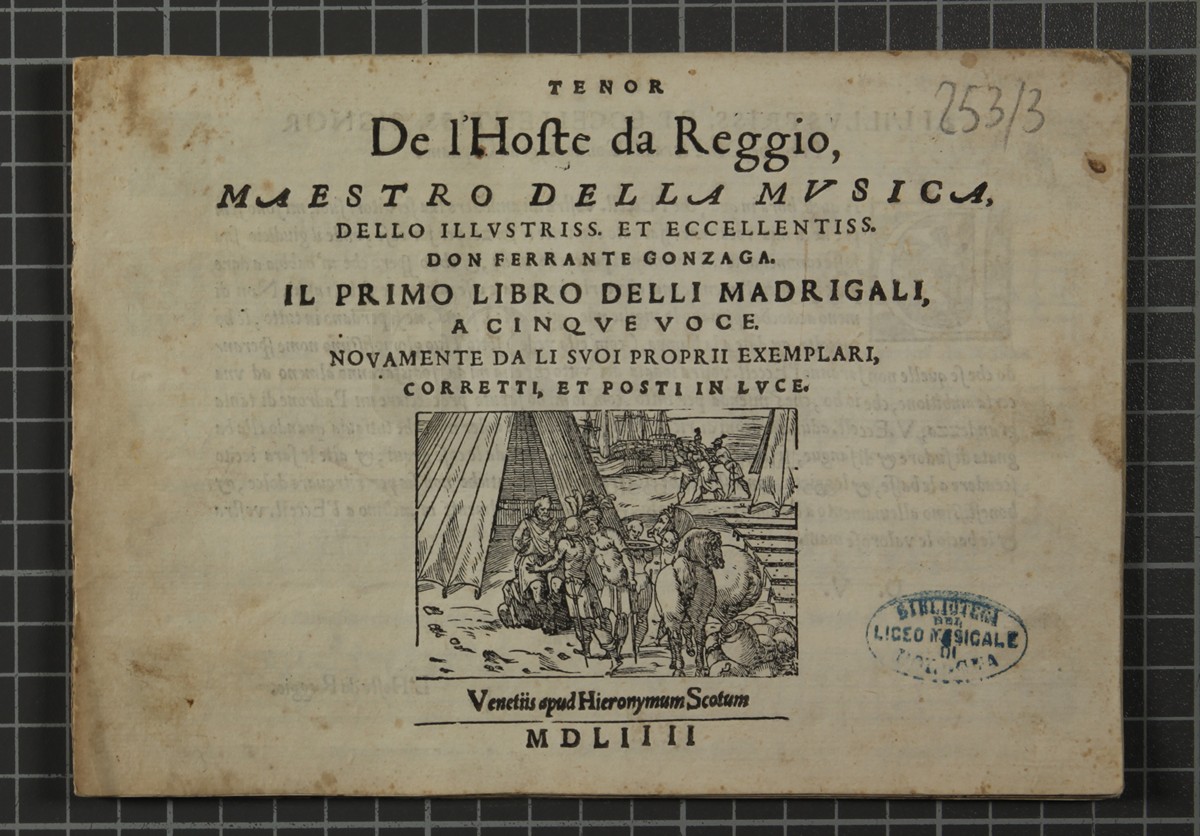 TENOR
253/3
De l'Hoſte da Reggio,
MAESTRO DELLA MVSICA,
DELLO ILLVSTRISS. ET ECCELLENTISS.
DON FERRANTE GONZAGA.
IL PRIMO LIBRO DELLI MADRIGALI,
A CINQVE VOCE.
NOVAMENTE DA LI SVOI PROPRII EXEMPLARI,
CORRETTI, ET POSTI IN LVCE.
BIBLIOTECA
DEL
LICEO MUSICALE
DI
BOLOGNA
Venetiis apud Hieronymum Scotum
MDLIIII